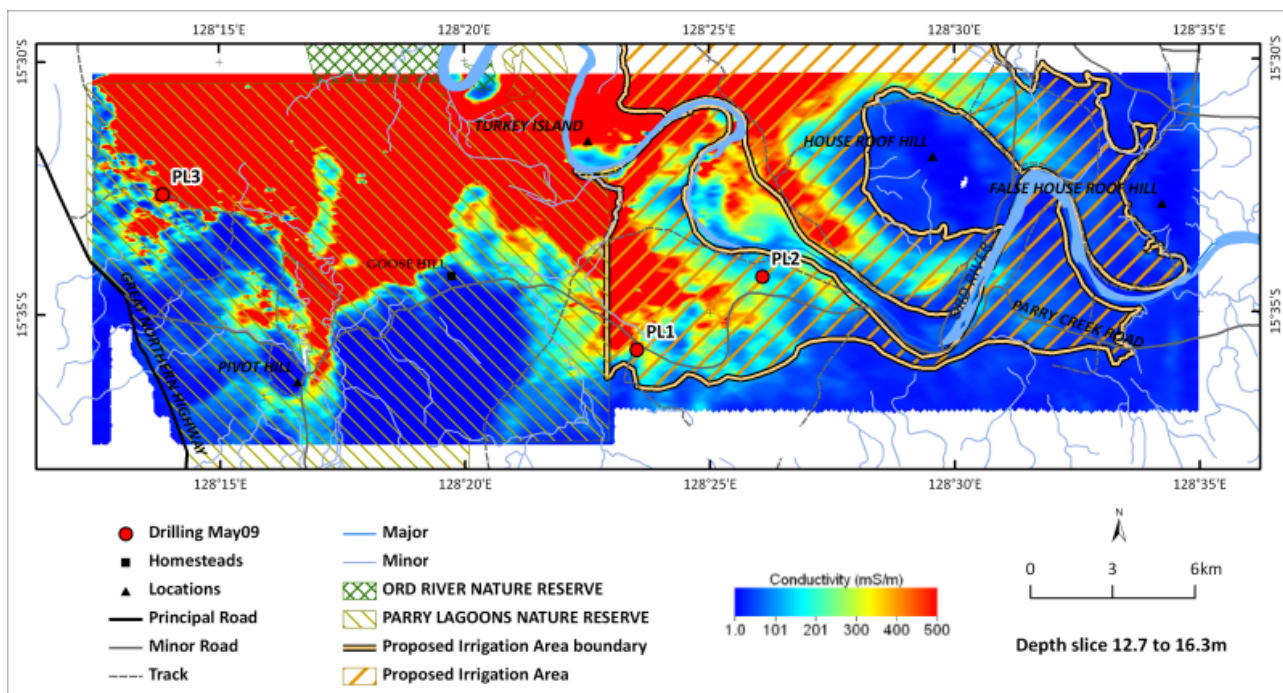 128°15'E 128°20'E 128°25'E 128°30'E 128°35'E
15°30'S 15°30'S
TURKEY ISLAND
HOUSE ROOF HILL
PL3
FALSE HOUSE ROOF HILL
GOOSE HILL
PL2
ORD RIVER
GREAT NORTHERN HIGHWAY
15°35'S 15°35'S
PARRY CREEK ROAD
PL1
PIVOT HILL
128°15'E 128°20'E 128°25'E 128°30'E 128°35'E
Drilling May09
Homesteads
Locations
Principal Road
Minor Road
Track
Major
Minor
ORD RIVER NATURE RESERVE
PARRY LAGOONS NATURE RESERVE
Proposed Irrigation Area boundary
Proposed Irrigation Area
Conductivity (mS/m)
1.0 101 201 300 400 500
N
0 3 6km
Depth slice 12.7 to 16.3m